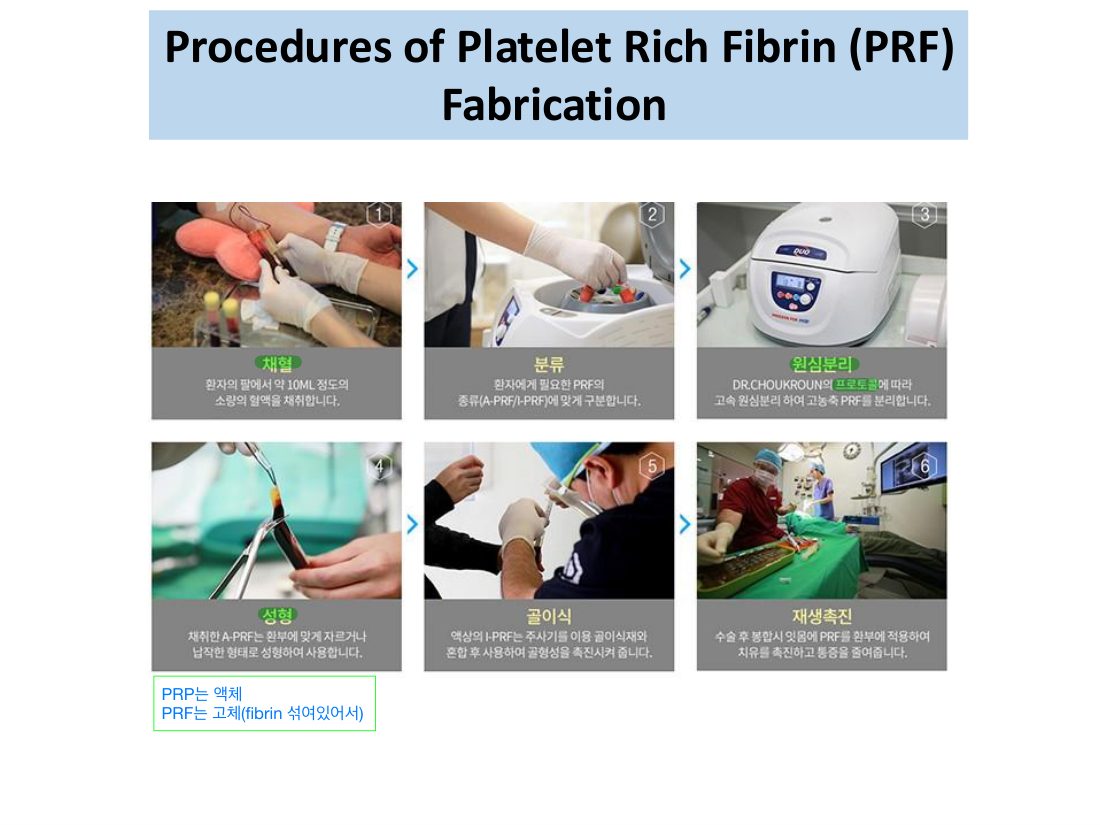 Procedures of Platelet Rich Fibrin (PRF)
Fabrication
1
채혈
환자의 팔에서 약 10ML 정도의
소량의 혈액을 채취합니다.
2
분류
환자에게 필요한 PRF의
종류(A-PRF/I-PRF)에 맞게 구분합니다.
3
DUO
원심분리
DR.CHOUKROUN의 프로토콜에 따라
고속 원심분리 하여 고농축 PRF를 분리합니다.
4
성형
채취한 A-PRF는 환부에 맞게 자르거나
납작한 형태로 성형하여 사용합니다.
5
골이식
액상의 I-PRF는 주사기를 이용 골이식재와
혼합 후 사용하여 골형성을 촉진시켜 줍니다.
6
재생촉진
수술 후 봉합시 잇몸에 PRF를 환부에 적용하여
치유를 촉진하고 통증을 줄여줍니다.
PRP는 액체
PRF는 고체(fibrin 섞여있어서)